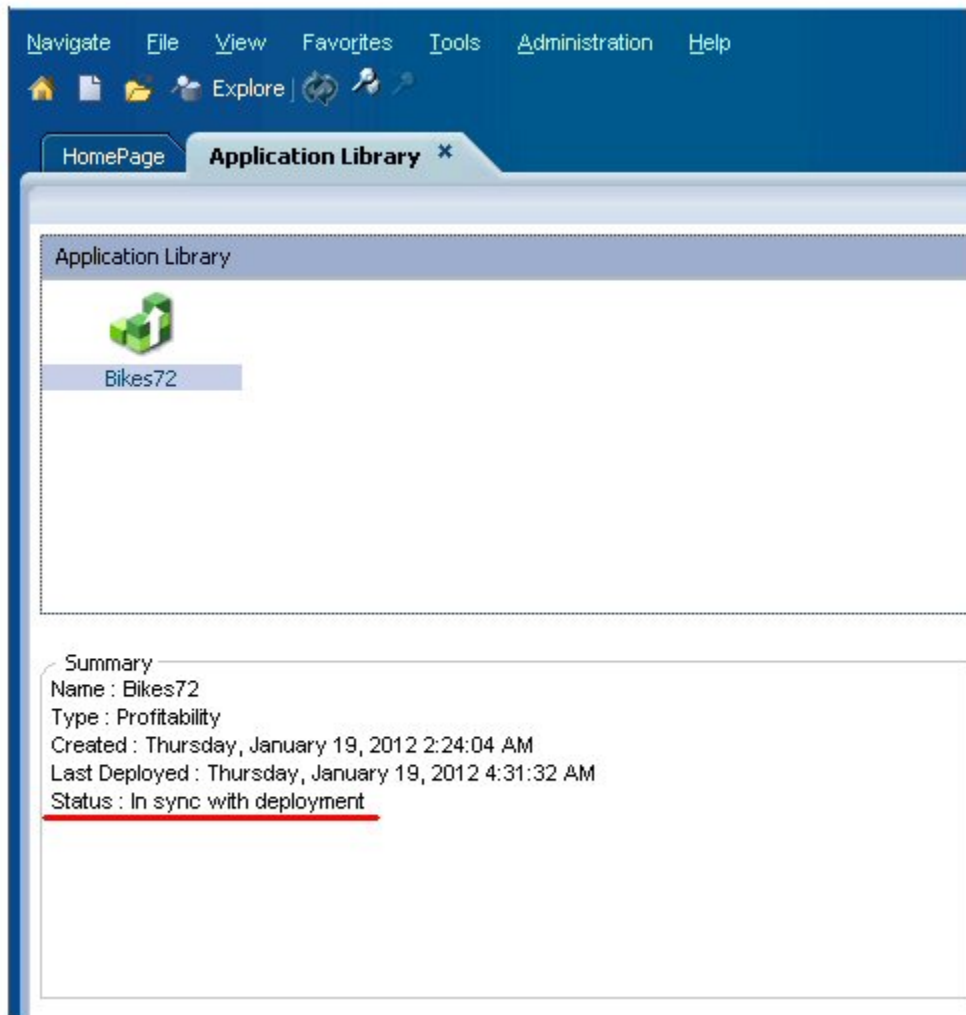 Navigate File View Favorites Tools Administration Help
Explore
HomePage Application Library
Application Library
Bikes72
Summary
Name : Bikes72
Type : Profitability
Created : Thursday, January 19, 2012 2:24:04 AM
Last Deployed : Thursday, January 19, 2012 4:31:32 AM
Status : In sync with deployment